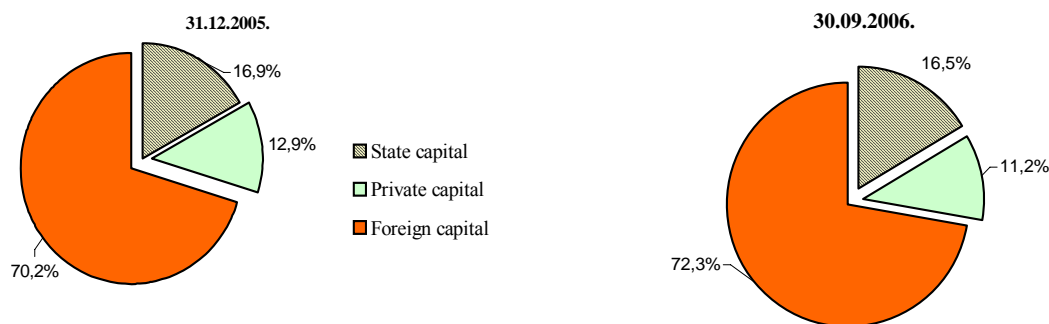 31.12.2005.
16,9%
12,9%
70,2%
State capital
Private capital
Foreign capital
30.09.2006.
16,5%
11,2%
72,3%